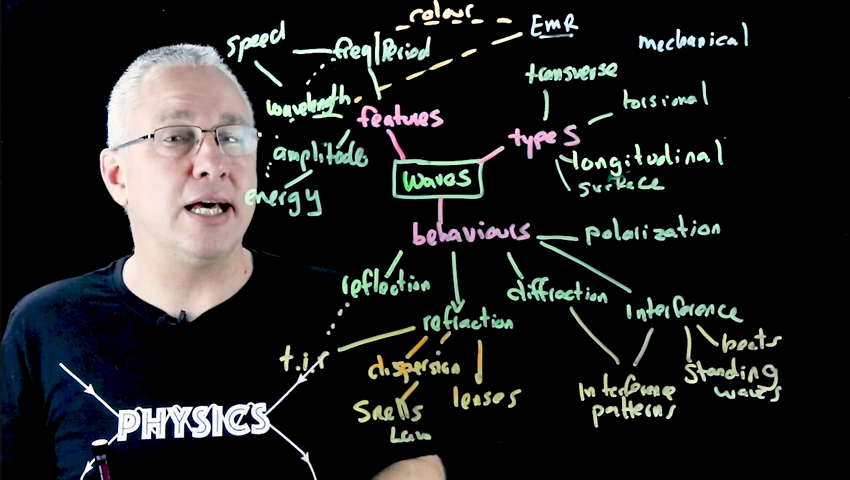 colour
EMR
speed
freq/Period
mechanical
transverse
wavelength
torsional
features
types
amplitude
longitudinal
waves
surface
energy
behaviours
polarization
reflection
diffraction
refraction
Interference
t.i.r
dispersion
beats
standing
waves
lenses
Interference
patterns
Snells
Law
PHYSICS